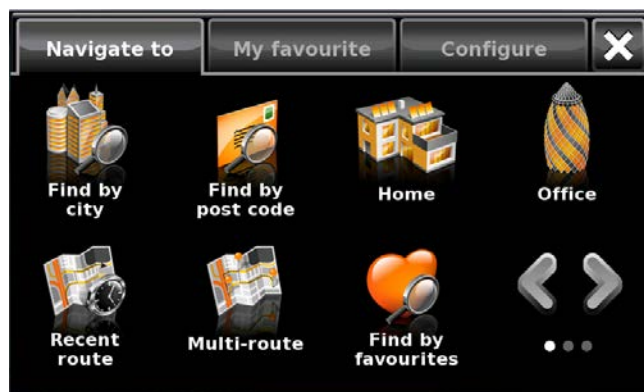 Navigate to
My favourite
Configure
Find by
city
Find by
post code
Home
Office
Recent
route
Multi-route
Find by
favourites